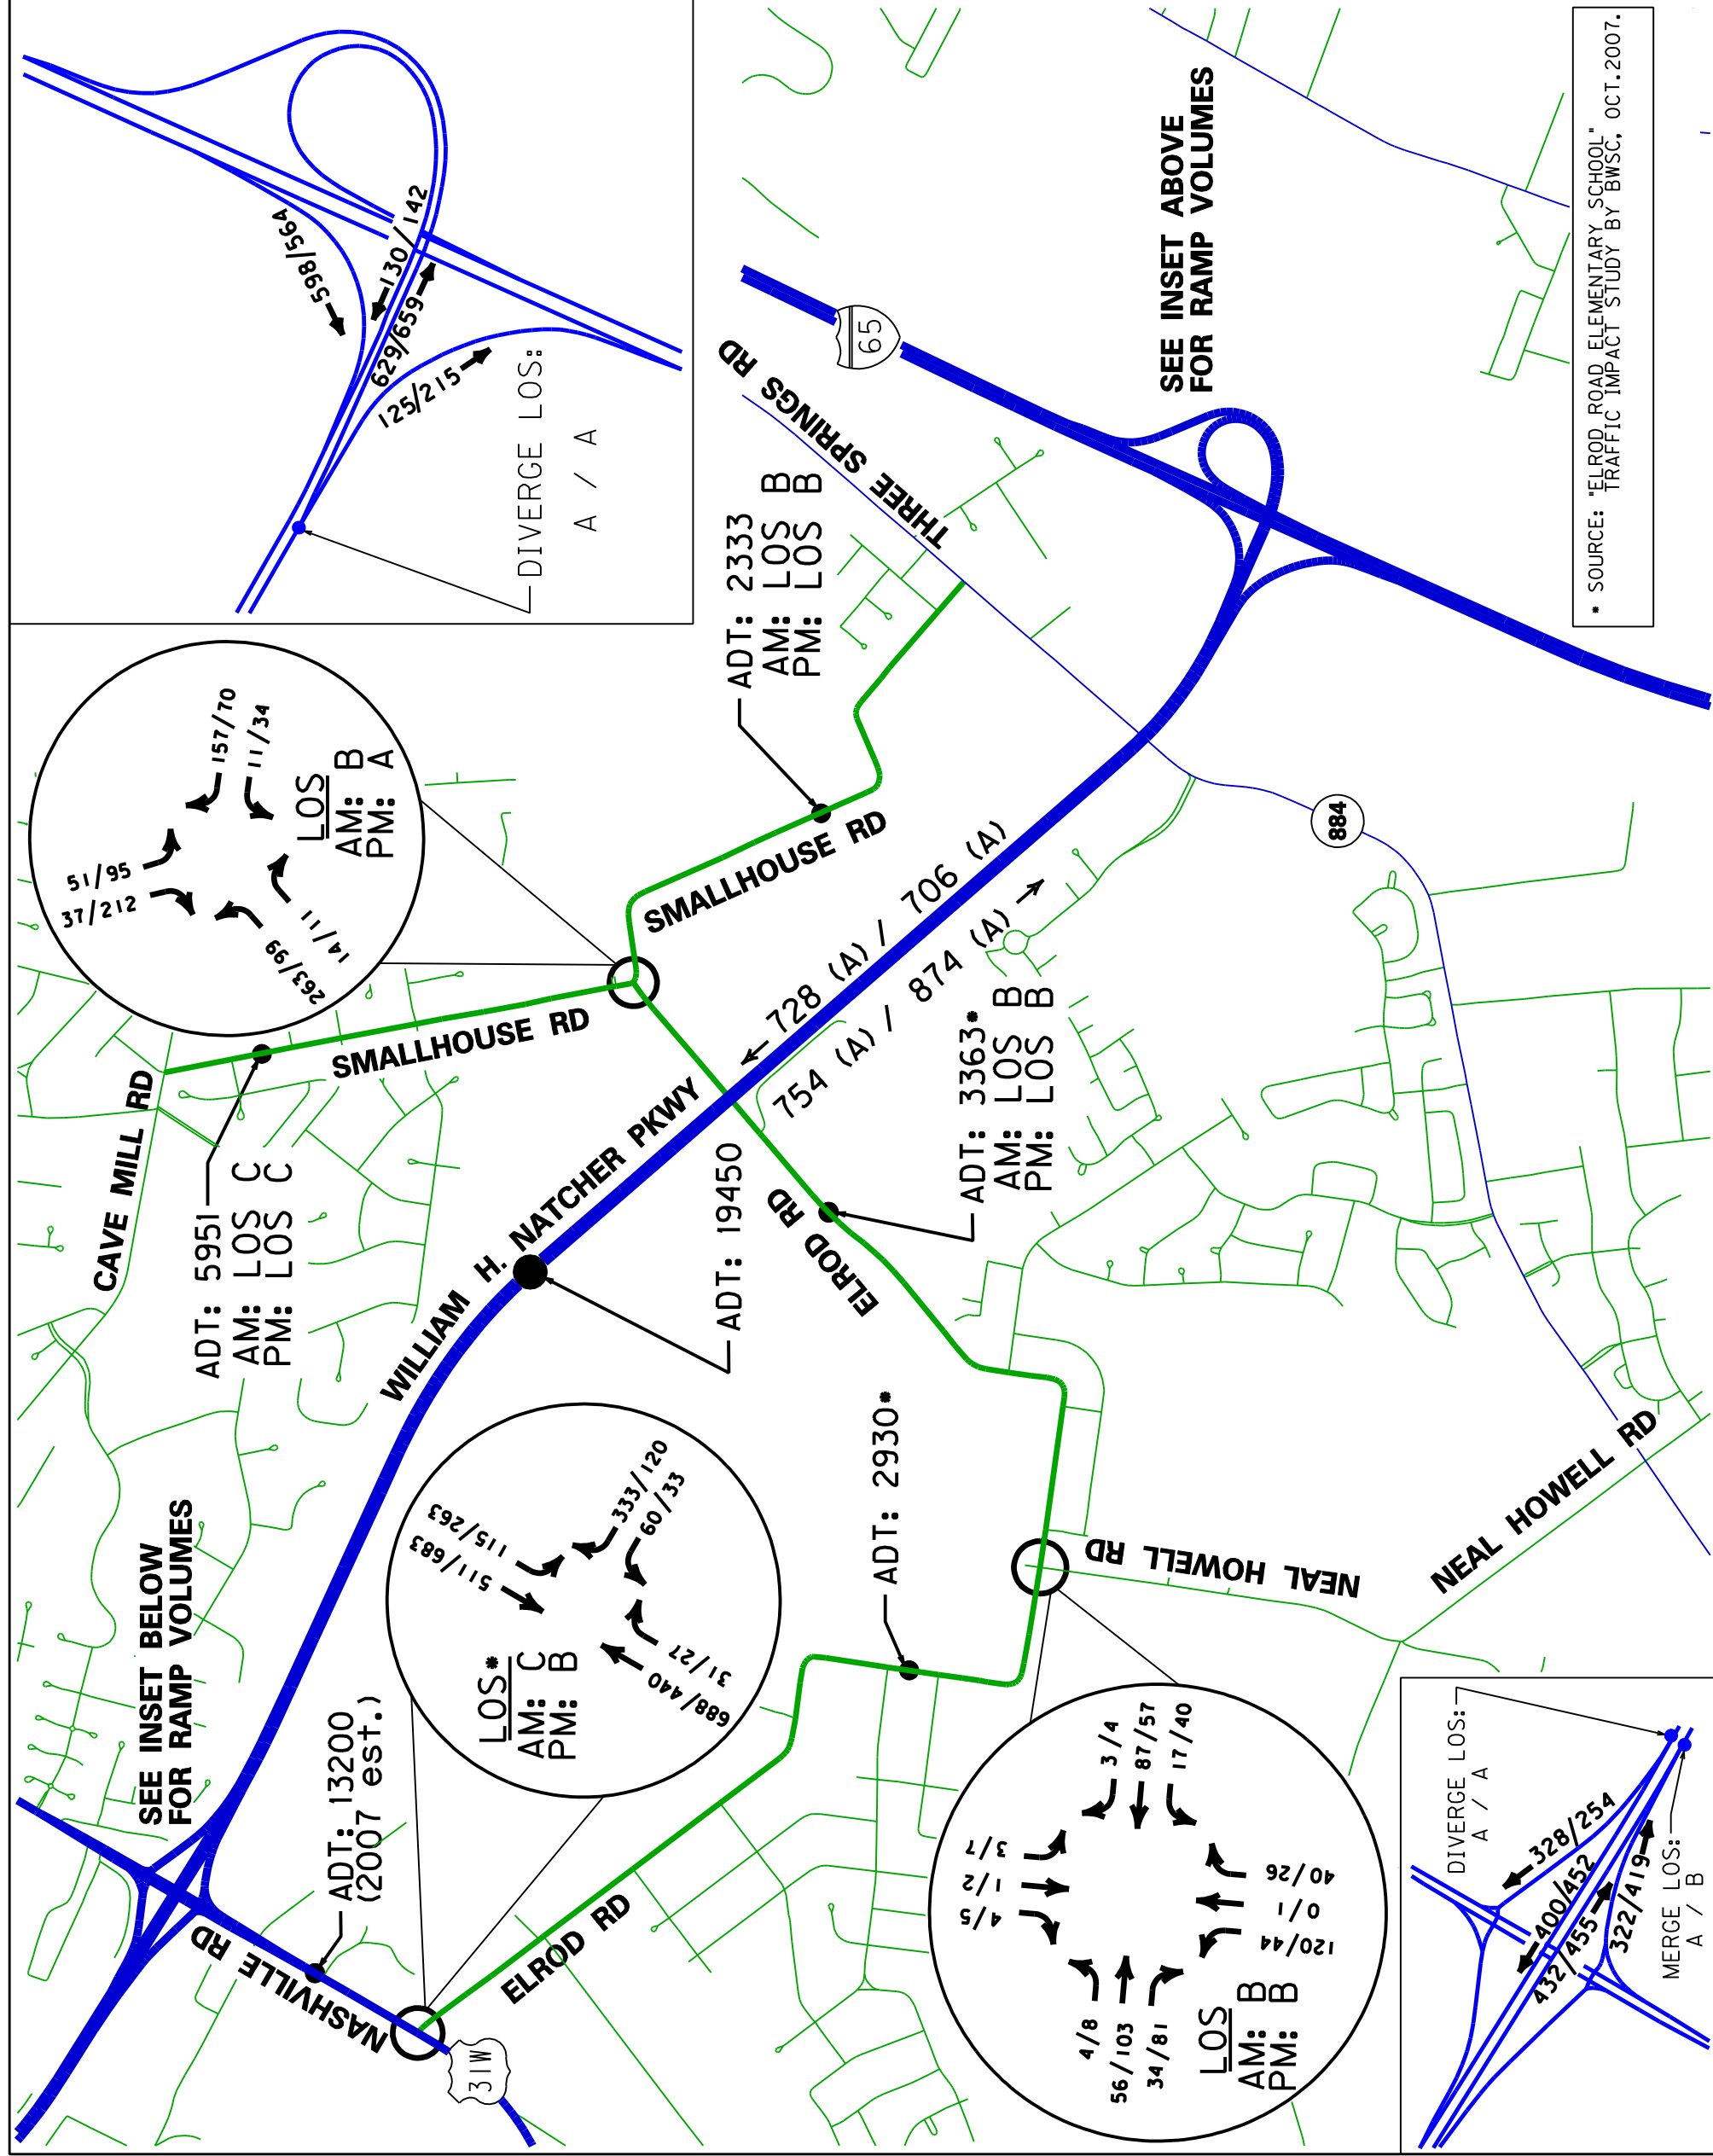 SEE INSET BELOW
FOR RAMP VOLUMES
CAVE MILL RD
ADT: 5951
AM: LOS C
PM: LOS C
51/95
37/212
157/70
11/34
263/99
14/11
LOS
AM: B
PM: A
598/564
130/142
629/659
125/215
DIVERGE LOS:
A / A
NASHVILLE RD
31W
ADT: 13200
(2007 est.)
WILLIAM H. NATCHER PKWY
SMALLHOUSE RD
LOS*
AM: C
PM: B
511/683
115/263
333/120
60/33
688/440
31/27
ADT: 19450
728 (A) / 706 (A)
754 (A) / 874 (A)
SMALLHOUSE RD
ADT: 2333
AM: LOS B
PM: LOS B
THREE SPRINGS RD
65
ELROD RD
ELROD RD
ADT: 2930*
ADT: 3363*
AM: LOS B
PM: LOS B
SEE INSET ABOVE
FOR RAMP VOLUMES
884
4/5
1/2
3/7
3/4
87/57
17/40
4/8
56/103
34/81
120/44
0/1
40/26
LOS
AM: B
PM: B
NEAL HOWELL RD
NEAL HOWELL RD
DIVERGE LOS:
A / A
328/254
400/452
432/455
322/419
MERGE LOS:
A / B
* SOURCE: "ELROD ROAD ELEMENTARY SCHOOL"
TRAFFIC IMPACT STUDY BY BWSC, OCT.2007.